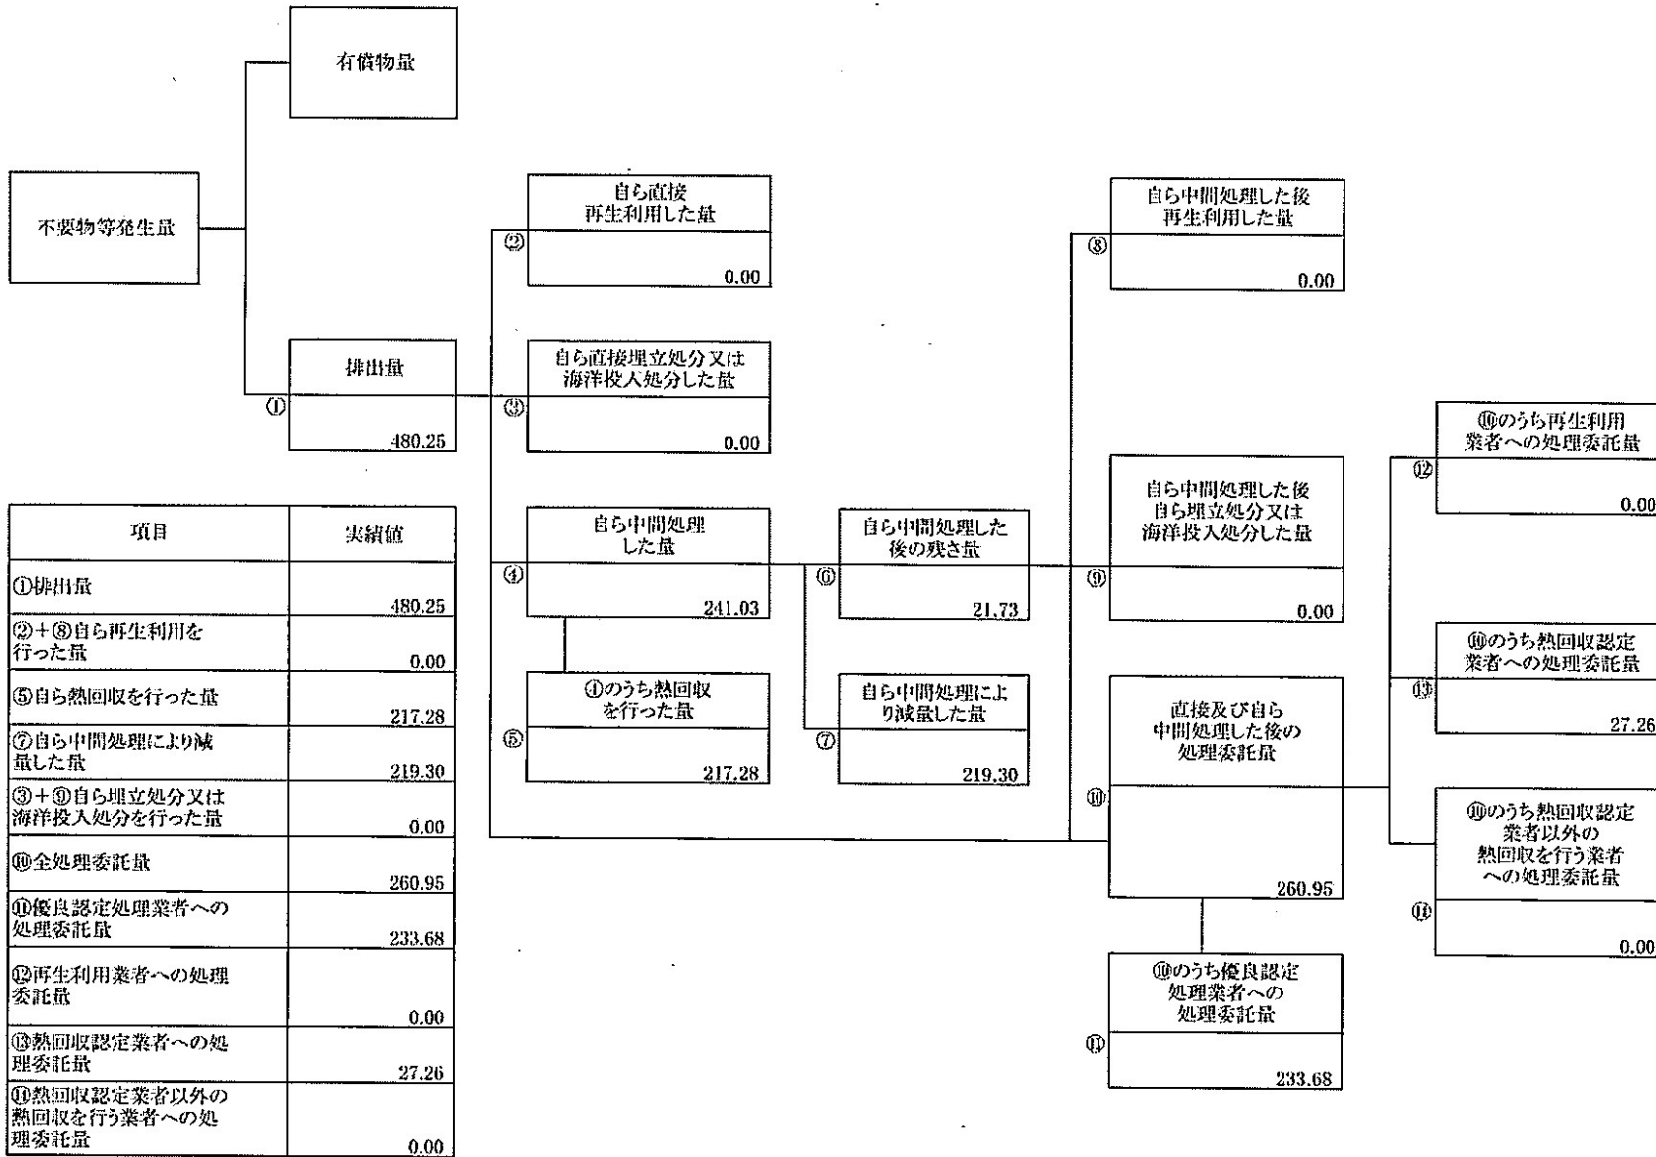 有償物量
不要物等発生量
排出量
①
480.25
自ら直接
再生利用した量
②
0.00
自ら直接埋立処分又は
海洋投入処分した量
③
0.00
自ら中間処理
した量
④
241.03
④のうち熱回収
を行った量
⑤
217.28
自ら中間処理した
後の残さ量
⑥
21.73
自ら中間処理によ
り減量した量
⑦
219.30
自ら中間処理した後
再生利用した量
⑧
0.00
自ら中間処理した後
自ら埋立処分又は
海洋投入処分した量
⑨
0.00
直接及び自ら
中間処理した後の
処理委託量
⑩
260.95
⑩のうち優良認定
処理業者への
処理委託量
⑪
233.68
⑩のうち再生利用
業者への処理委託量
⑫
0.00
⑩のうち熱回収認定
業者への処理委託量
⑬
27.26
⑩のうち熱回収認定
業者以外の
熱回収を行う業者
への処理委託量
⑭
0.00
項目 実績値
①排出量
480.25
②+⑧自ら再生利用を
行った量
0.00
⑤自ら熱回収を行った量
217.28
⑦自ら中間処理により減
量した量
219.30
③+⑨自ら埋立処分又は
海洋投入処分を行った量
0.00
⑩全処理委託量
260.95
⑪優良認定処理業者への
処理委託量
233.68
⑫再生利用業者への処理
委託量
0.00
⑬熱回収認定業者への処
理委託量
27.26
⑭熱回収認定業者以外の
熱回収を行う業者への処
理委託量
0.00